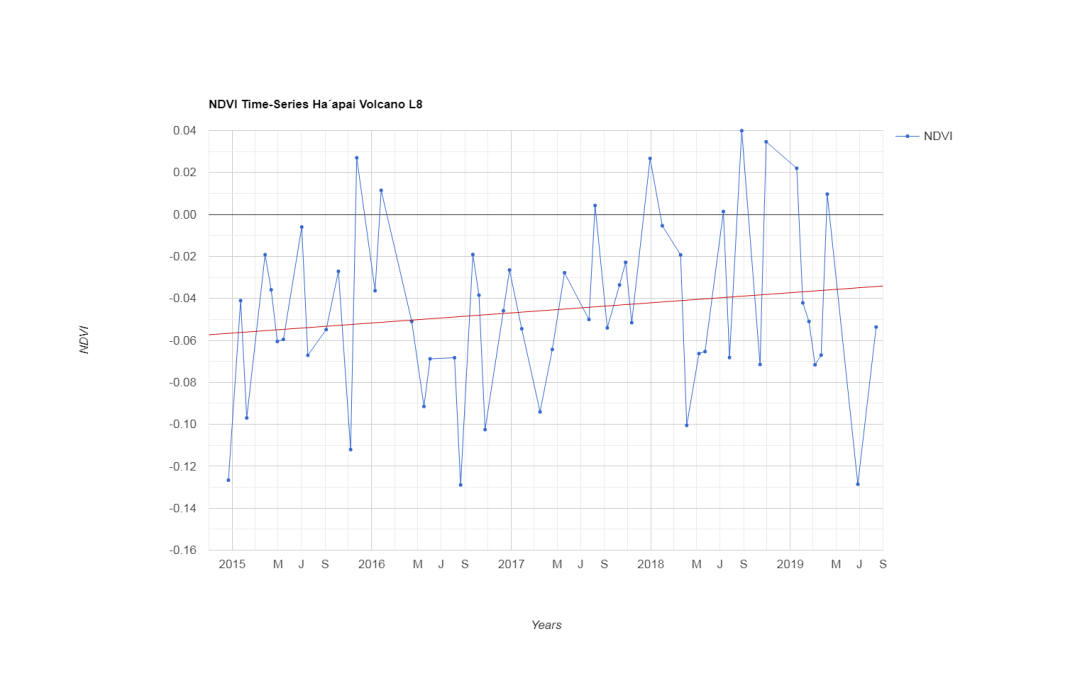 NDVI Time-Series Ha´apai Volcano L8
NDVI
0.04
0.02
0.00
-0.02
-0.04
-0.06
-0.08
-0.10
-0.12
-0.14
-0.16
NDVI
2015 M J S 2016 M J S 2017 M J S 2018 M J S 2019 M J S
Years